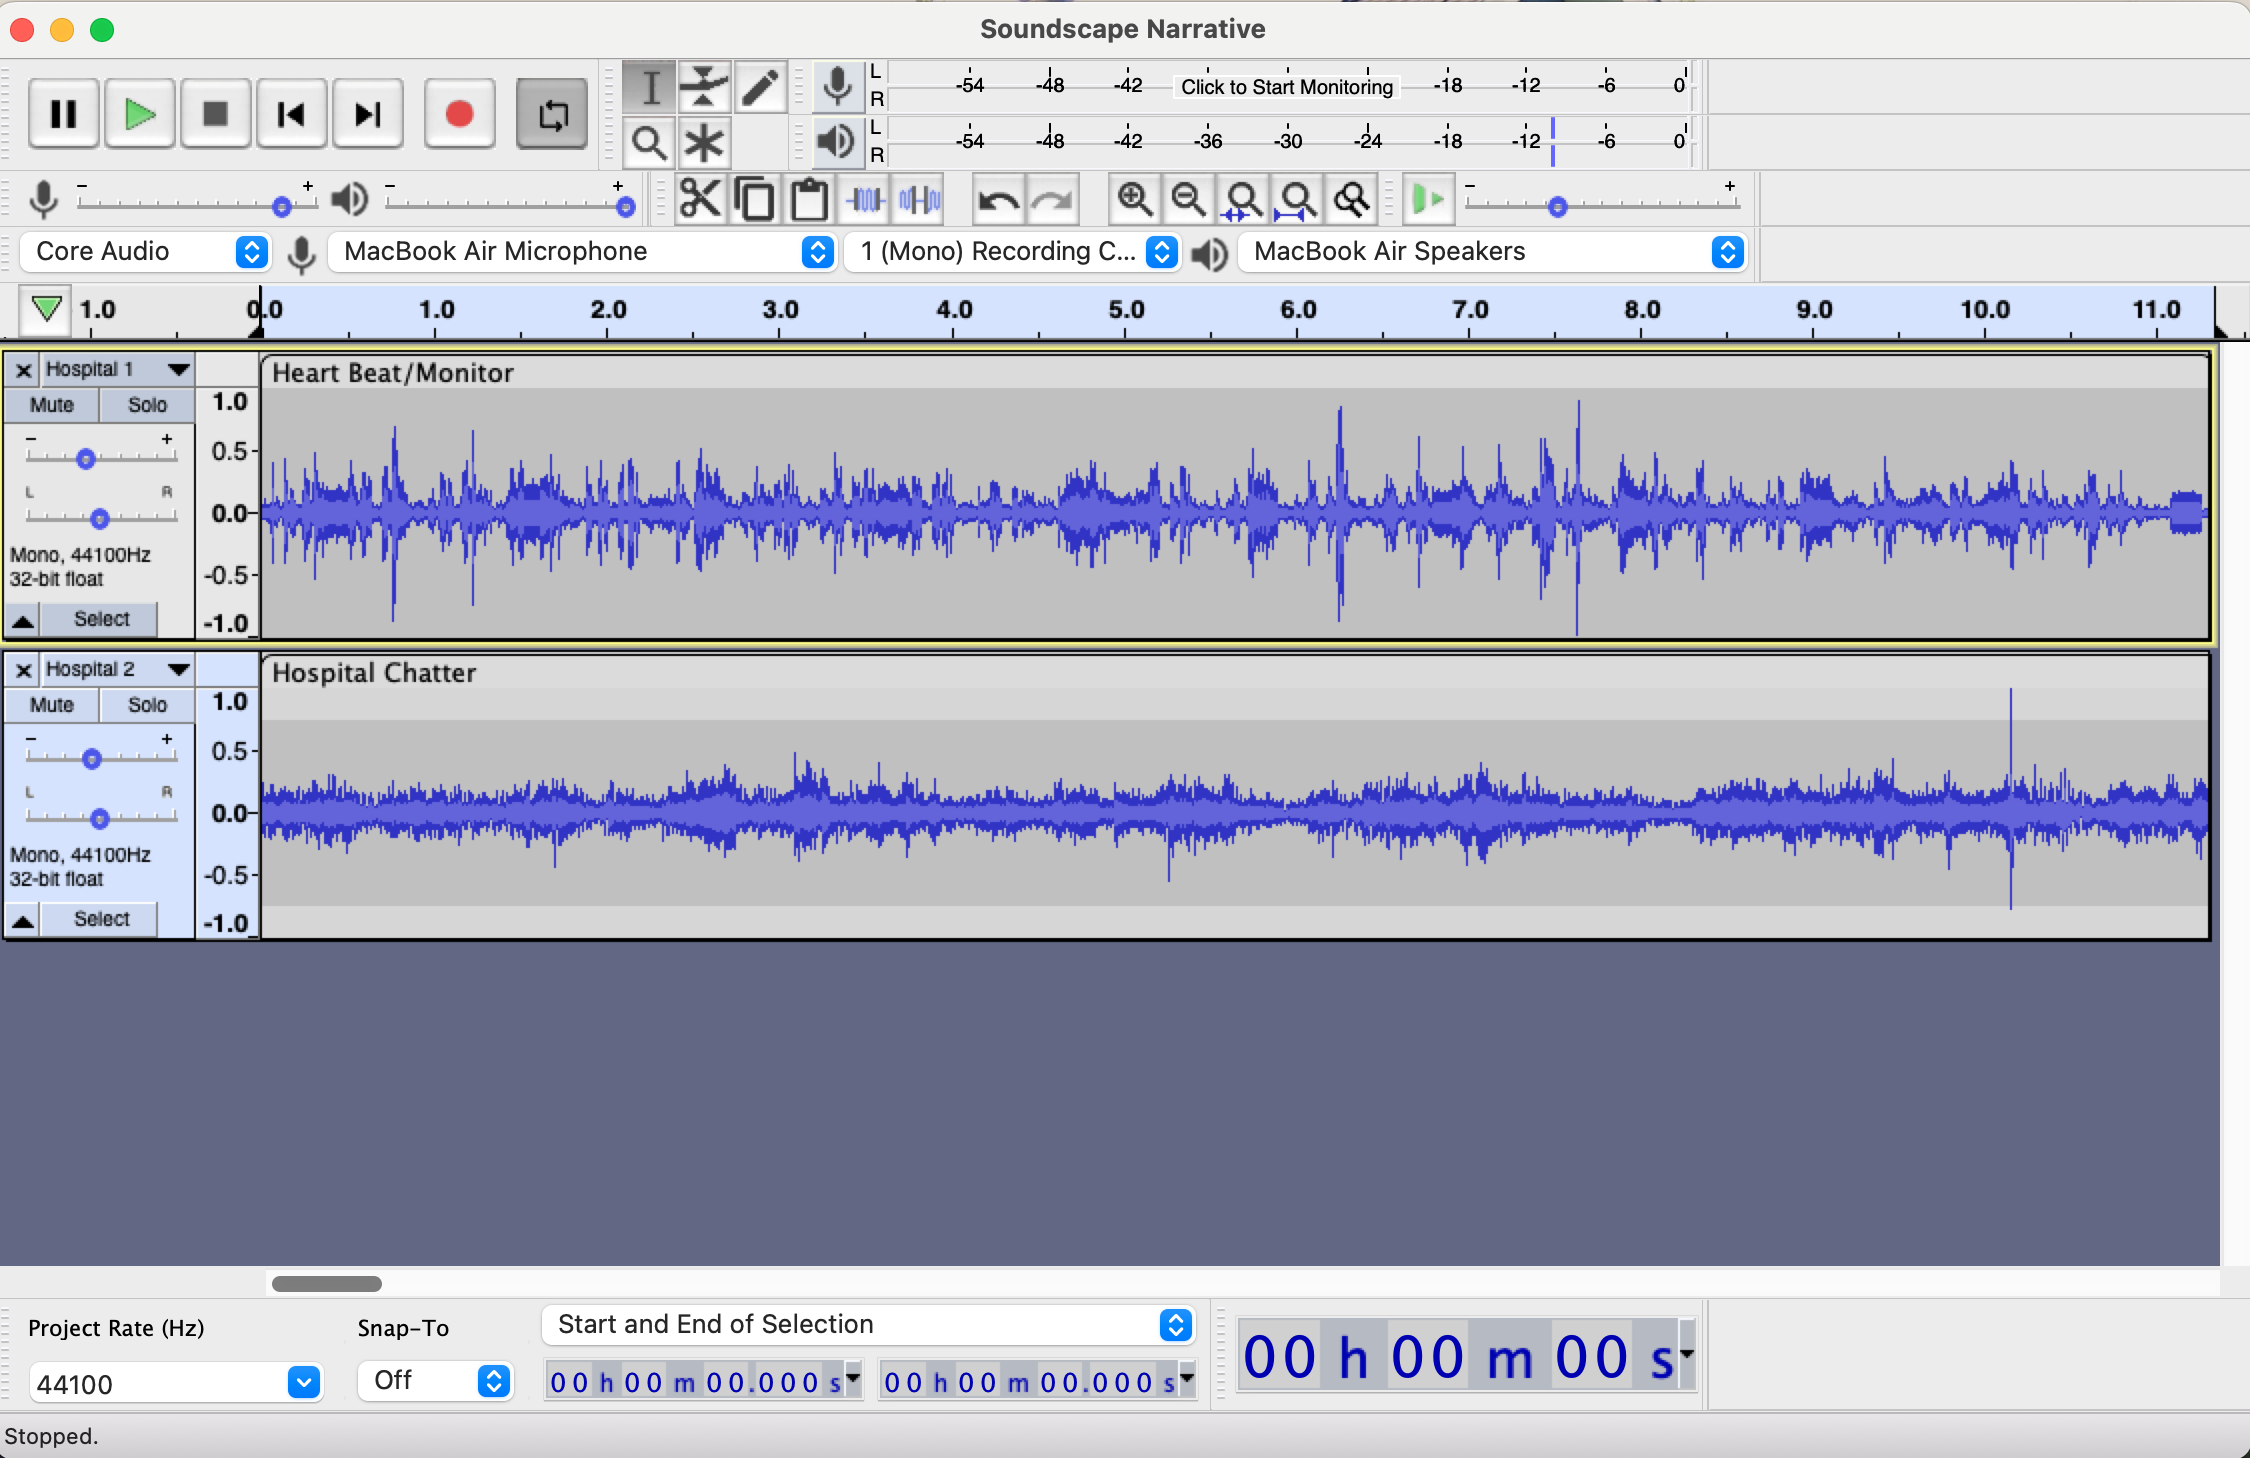 Soundscape Narrative
L
R
-54 -48 -42 Click to Start Monitoring -18 -12 -6 0
L
R
-54 -48 -42 -36 -30 -24 -18 -12 -6 0
- + - + - +
Core Audio MacBook Air Microphone 1 (Mono) Recording C... MacBook Air Speakers
1.0 0.0 1.0 2.0 3.0 4.0 5.0 6.0 7.0 8.0 9.0 10.0 11.0
Hospital 1 Heart Beat/Monitor
Mute Solo 1.0
- + 0.5
L R
0.0
Mono, 44100Hz
32-bit float -0.5
Select -1.0
Hospital 2 Hospital Chatter
Mute Solo 1.0
- + 0.5
L R
0.0
Mono, 44100Hz
32-bit float -0.5
Select -1.0
Project Rate (Hz) Snap-To Start and End of Selection
44100 Off 00 h 00 m 00.000 s 00 h 00 m 00.000 s 00 h 00 m 00 s
Stopped.